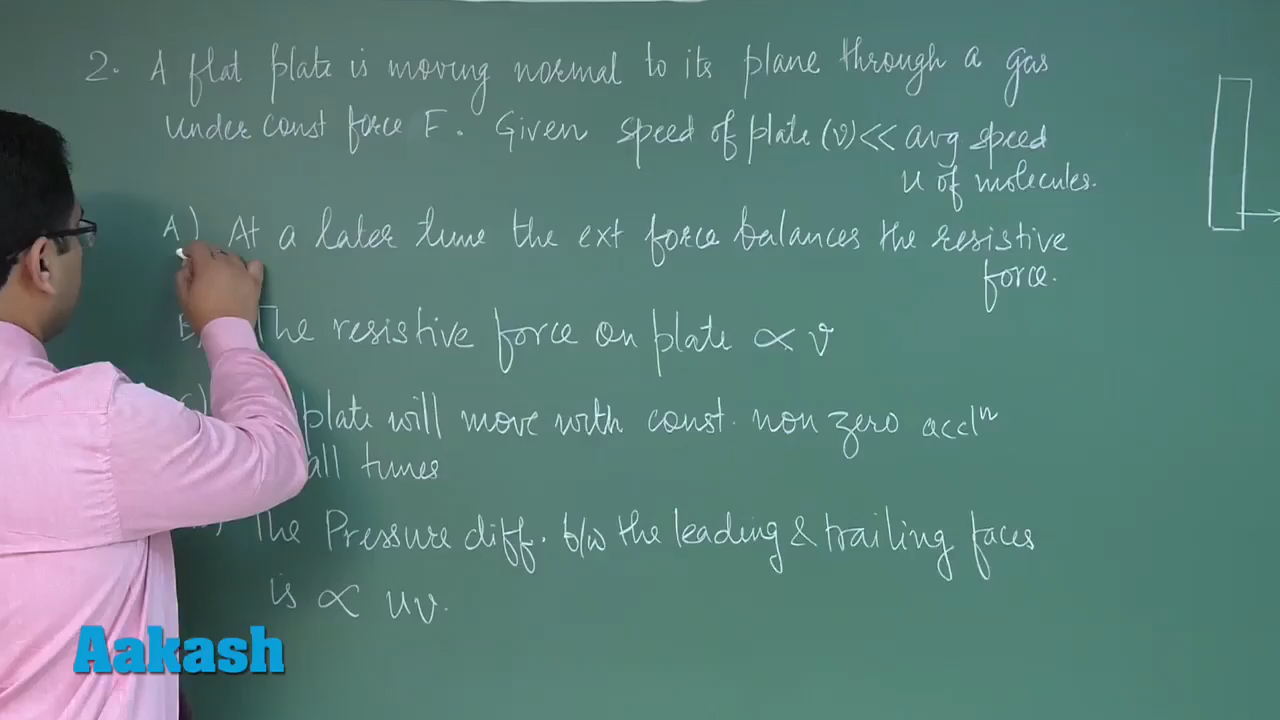 2. A flat plate is moving normal to its plane through a gas
under const force F. Given speed of plate (v) << avg speed
u of molecules.
A) At a later time the ext force balances the resistive
force.
The resistive force on plate ∝ v
plate will move with const. non zero accl^n
all times
The Pressure diff. b/w the leading & trailing faces
is ∝ uv.
Aakash